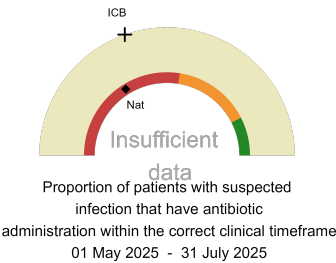 ICB
Nat
Insufficient
data
Proportion of patients with suspected
infection that have antibiotic
administration within the correct clinical timeframe
01 May 2025 - 31 July 2025